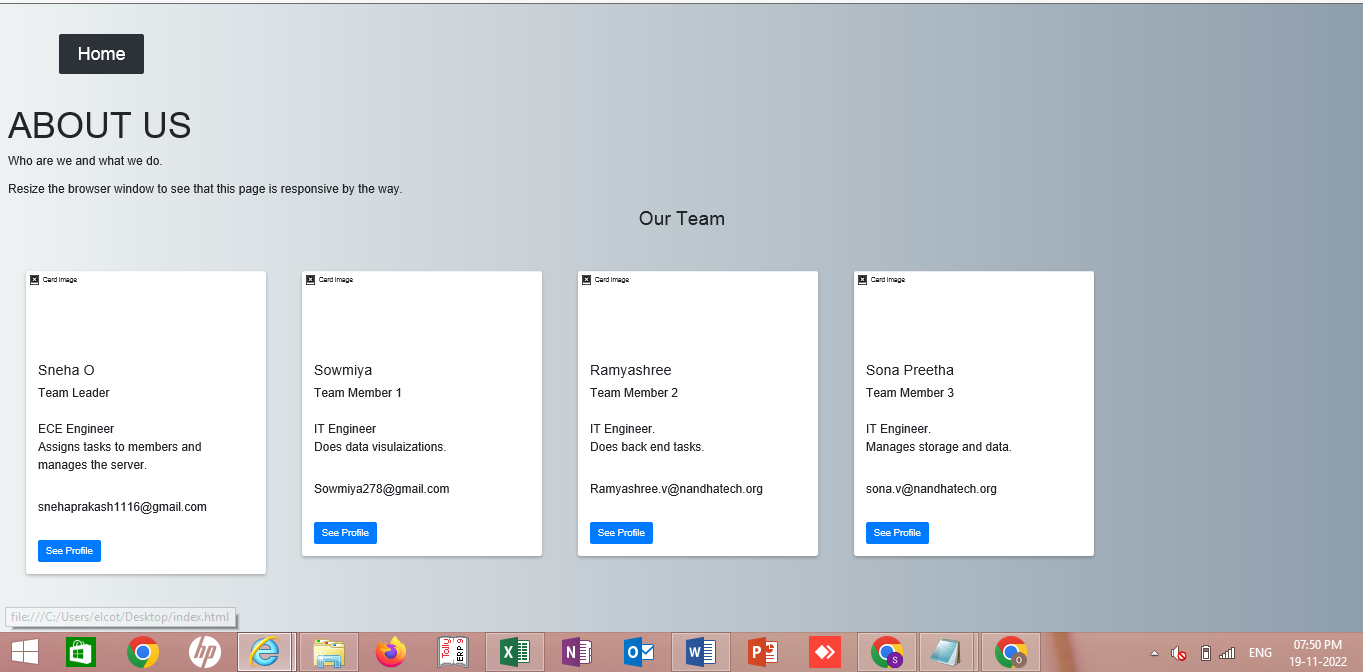 Home
ABOUT US
Who are we and what we do.
Resize the browser window to see that this page is responsive by the way.
Our Team
Card image
Sneha O
Team Leader
ECE Engineer
Assigns tasks to members and
manages the server.
snehaprakash1116@gmail.com
See Profile
Card image
Sowmiya
Team Member 1
IT Engineer
Does data visulaizations.
Sowmiya278@gmail.com
See Profile
Card image
Ramyashree
Team Member 2
IT Engineer.
Does back end tasks.
Ramyashree.v@nandhatech.org
See Profile
Card image
Sona Preetha
Team Member 3
IT Engineer.
Manages storage and data.
sona.v@nandhatech.org
See Profile
file:///C:/Users/elcot/Desktop/index.html
hp
Tally
ERP 9
X
N
O
W
P
S
O
ENG
07:50 PM
19-11-2022